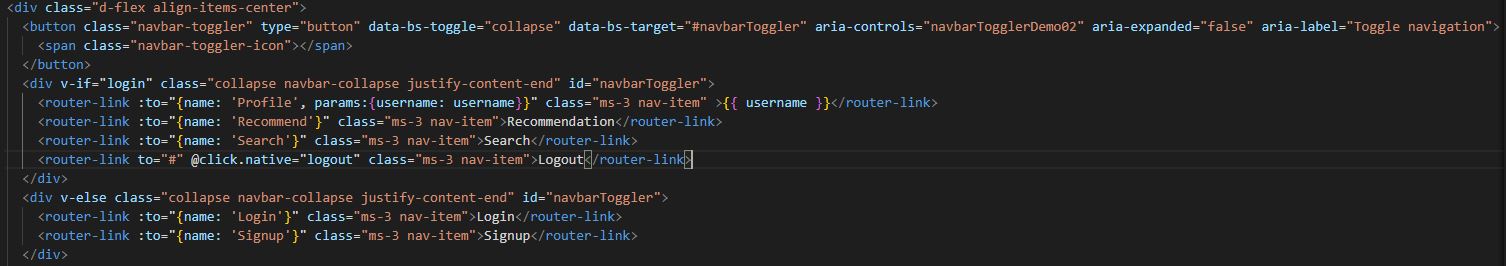 <div class="d-flex align-items-center">
<button class="navbar-toggler" type="button" data-bs-toggle="collapse" data-bs-target="#navbarToggler" aria-controls="navbarTogglerDemo02" aria-expanded="false" aria-label="Toggle navigation">
<span class="navbar-toggler-icon"></span>
</button>
<div v-if="login" class="collapse navbar-collapse justify-content-end" id="navbarToggler">
<router-link :to="{name: 'Profile', params:{username: username}}" class="ms-3 nav-item" >{{ username }}</router-link>
<router-link :to="{name: 'Recommend'}" class="ms-3 nav-item">Recommendation</router-link>
<router-link :to="{name: 'Search'}" class="ms-3 nav-item">Search</router-link>
<router-link to="#" @click.native="logout" class="ms-3 nav-item">Logout</router-link>
</div>
<div v-else class="collapse navbar-collapse justify-content-end" id="navbarToggler">
<router-link :to="{name: 'Login'}" class="ms-3 nav-item">Login</router-link>
<router-link :to="{name: 'Signup'}" class="ms-3 nav-item">Signup</router-link>
</div>